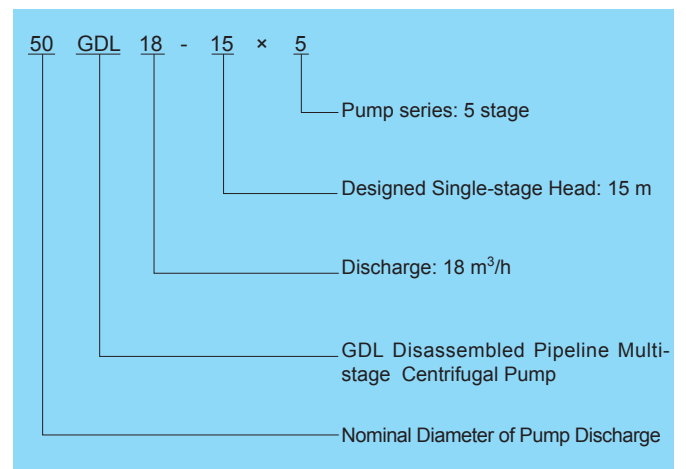 50 GDL 18 - 15 × 5
Pump series: 5 stage
Designed Single-stage Head: 15 m
Discharge: 18 m³/h
GDL Disassembled Pipeline Multi-
stage Centrifugal Pump
Nominal Diameter of Pump Discharge